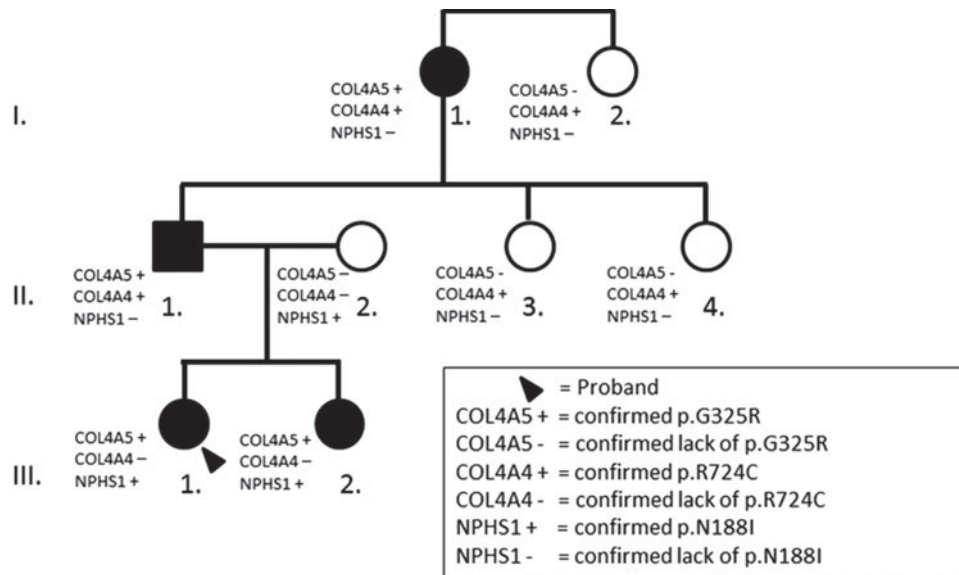 I.
COL4A5 +
COL4A4 +
NPHS1 –
1.
COL4A5 -
COL4A4 +
NPHS1 –
2.
II.
COL4A5 +
COL4A4 +
NPHS1 –
1.
COL4A5 –
COL4A4 –
NPHS1 +
2.
COL4A5 -
COL4A4 +
NPHS1 –
3.
COL4A5 -
COL4A4 +
NPHS1 –
4.
III.
COL4A5 +
COL4A4 –
NPHS1 +
1.
COL4A5 +
COL4A4 –
NPHS1 +
2.
= Proband
COL4A5 + = confirmed p.G325R
COL4A5 - = confirmed lack of p.G325R
COL4A4 + = confirmed p.R724C
COL4A4 - = confirmed lack of p.R724C
NPHS1 + = confirmed p.N188I
NPHS1 - = confirmed lack of p.N188I